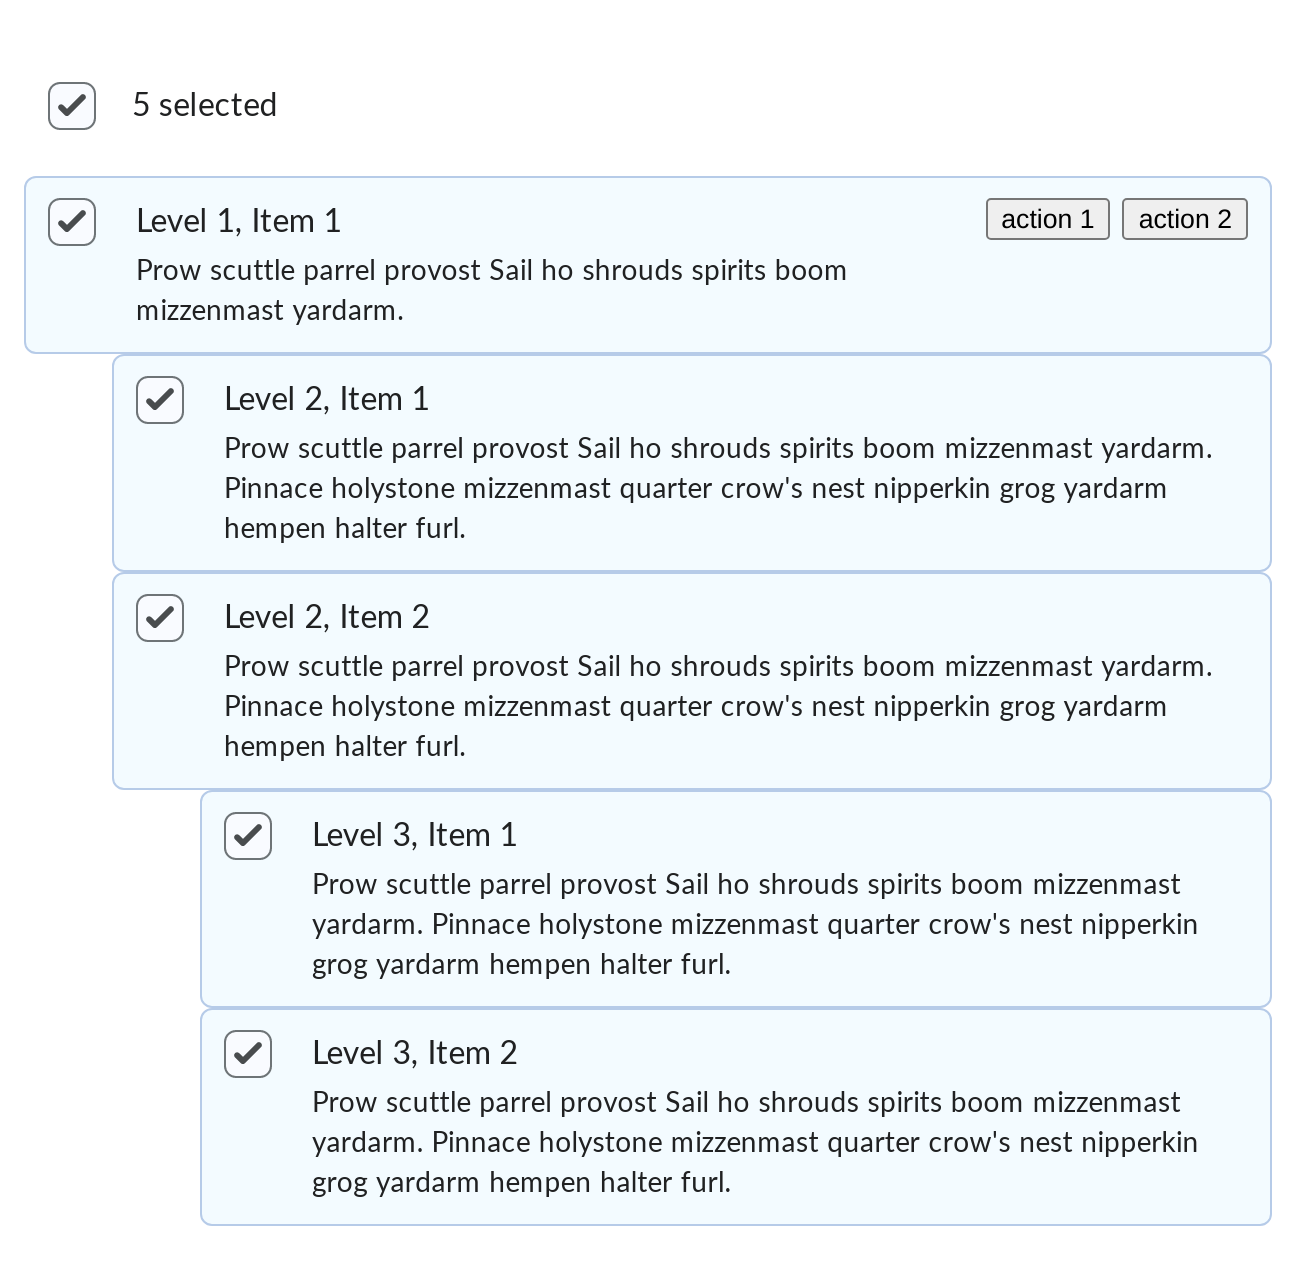 5 selected
Level 1, Item 1
action 1
action 2
Prow scuttle parrel provost Sail ho shrouds spirits boom
mizzenmast yardarm.
Level 2, Item 1
Prow scuttle parrel provost Sail ho shrouds spirits boom mizzenmast yardarm.
Pinnace holystone mizzenmast quarter crow's nest nipperkin grog yardarm
hempen halter furl.
Level 2, Item 2
Prow scuttle parrel provost Sail ho shrouds spirits boom mizzenmast yardarm.
Pinnace holystone mizzenmast quarter crow's nest nipperkin grog yardarm
hempen halter furl.
Level 3, Item 1
Prow scuttle parrel provost Sail ho shrouds spirits boom mizzenmast
yardarm. Pinnace holystone mizzenmast quarter crow's nest nipperkin
grog yardarm hempen halter furl.
Level 3, Item 2
Prow scuttle parrel provost Sail ho shrouds spirits boom mizzenmast
yardarm. Pinnace holystone mizzenmast quarter crow's nest nipperkin
grog yardarm hempen halter furl.